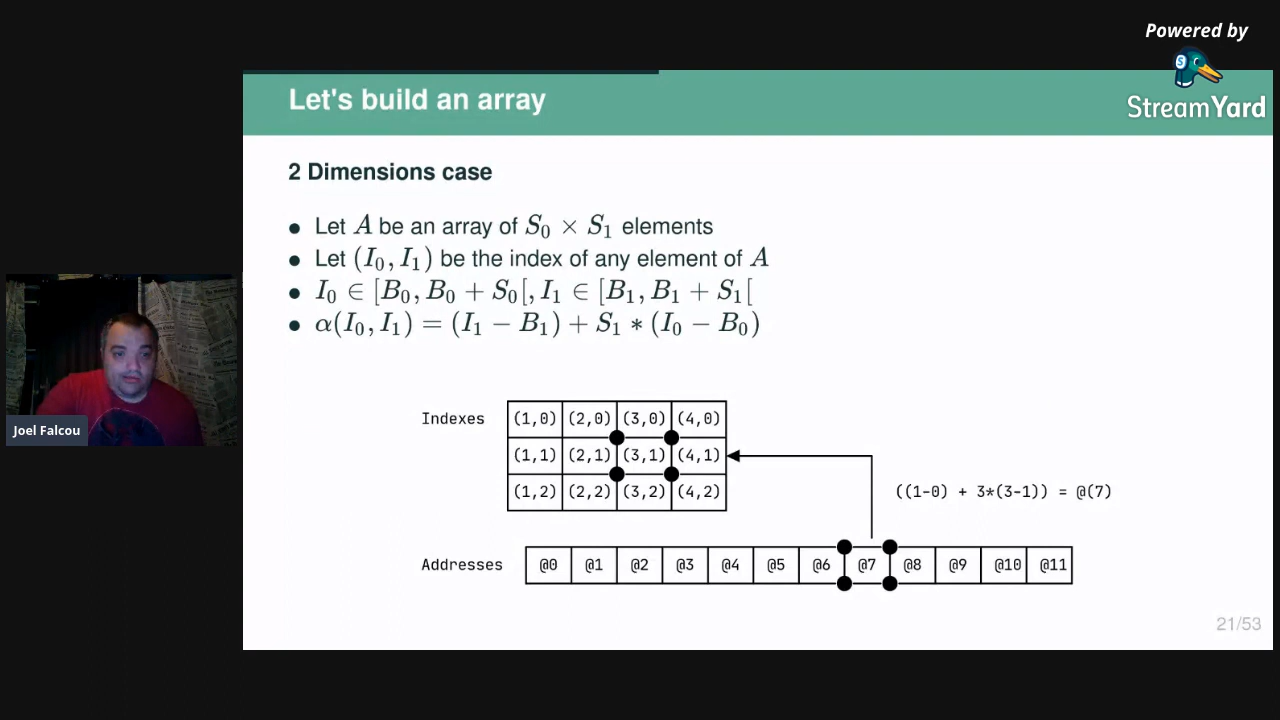 Powered by
StreamYard
Let's build an array
2 Dimensions case
• Let A be an array of S₀ × S₁ elements
• Let (I₀, I₁) be the index of any element of A
• I₀ ∈ [B₀, B₀ + S₀[, I₁ ∈ [B₁, B₁ + S₁[
• α(I₀, I₁) = (I₁ − B₁) + S₁ ∗ (I₀ − B₀)
Indexes (1,0) (2,0) (3,0) (4,0)
(1,1) (2,1) (3,1) (4,1)
(1,2) (2,2) (3,2) (4,2)
((1-0) + 3*(3-1)) = @(7)
Addresses @0 @1 @2 @3 @4 @5 @6 @7 @8 @9 @10 @11
Joel Falcou
21/53